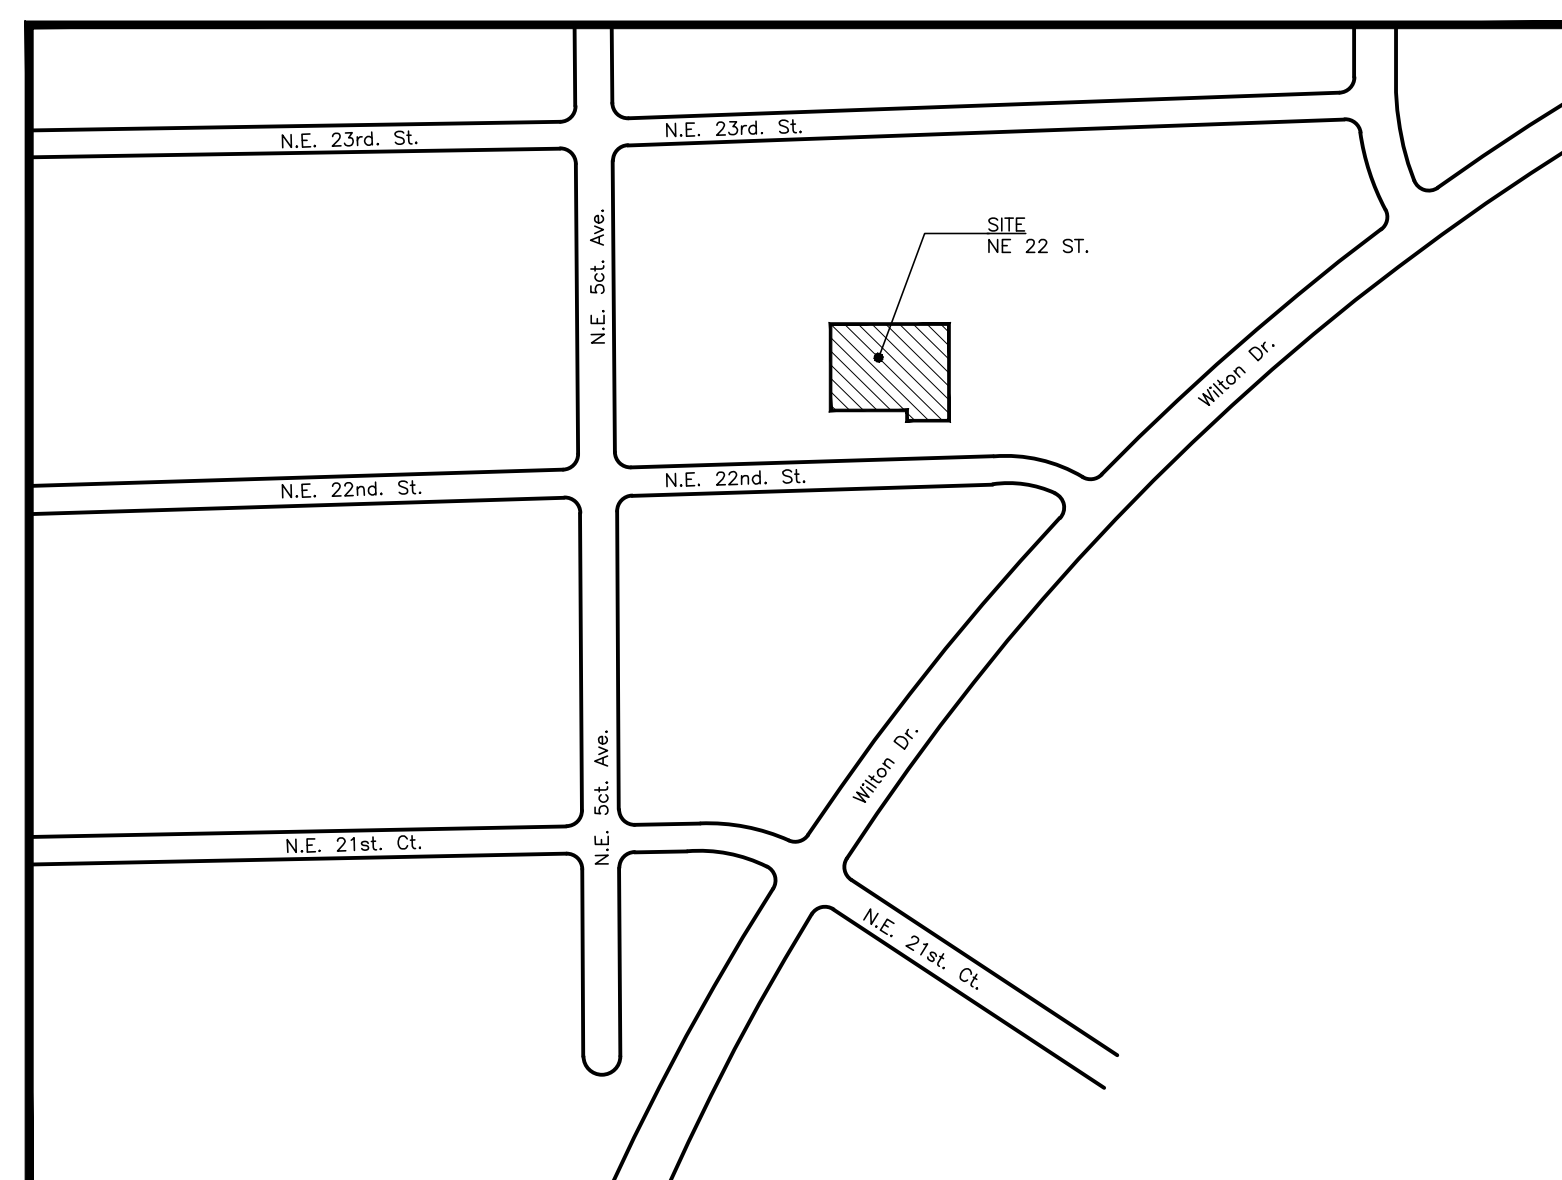 N.E. 23rd. St.
N.E. 23rd. St.
N.E. 5ct. Ave.
SITE
NE 22 ST.
Wilton Dr.
N.E. 22nd. St.
N.E. 22nd. St.
N.E. 5ct. Ave.
Wilton Dr.
N.E. 21st. Ct.
N.E. 21st. Ct.